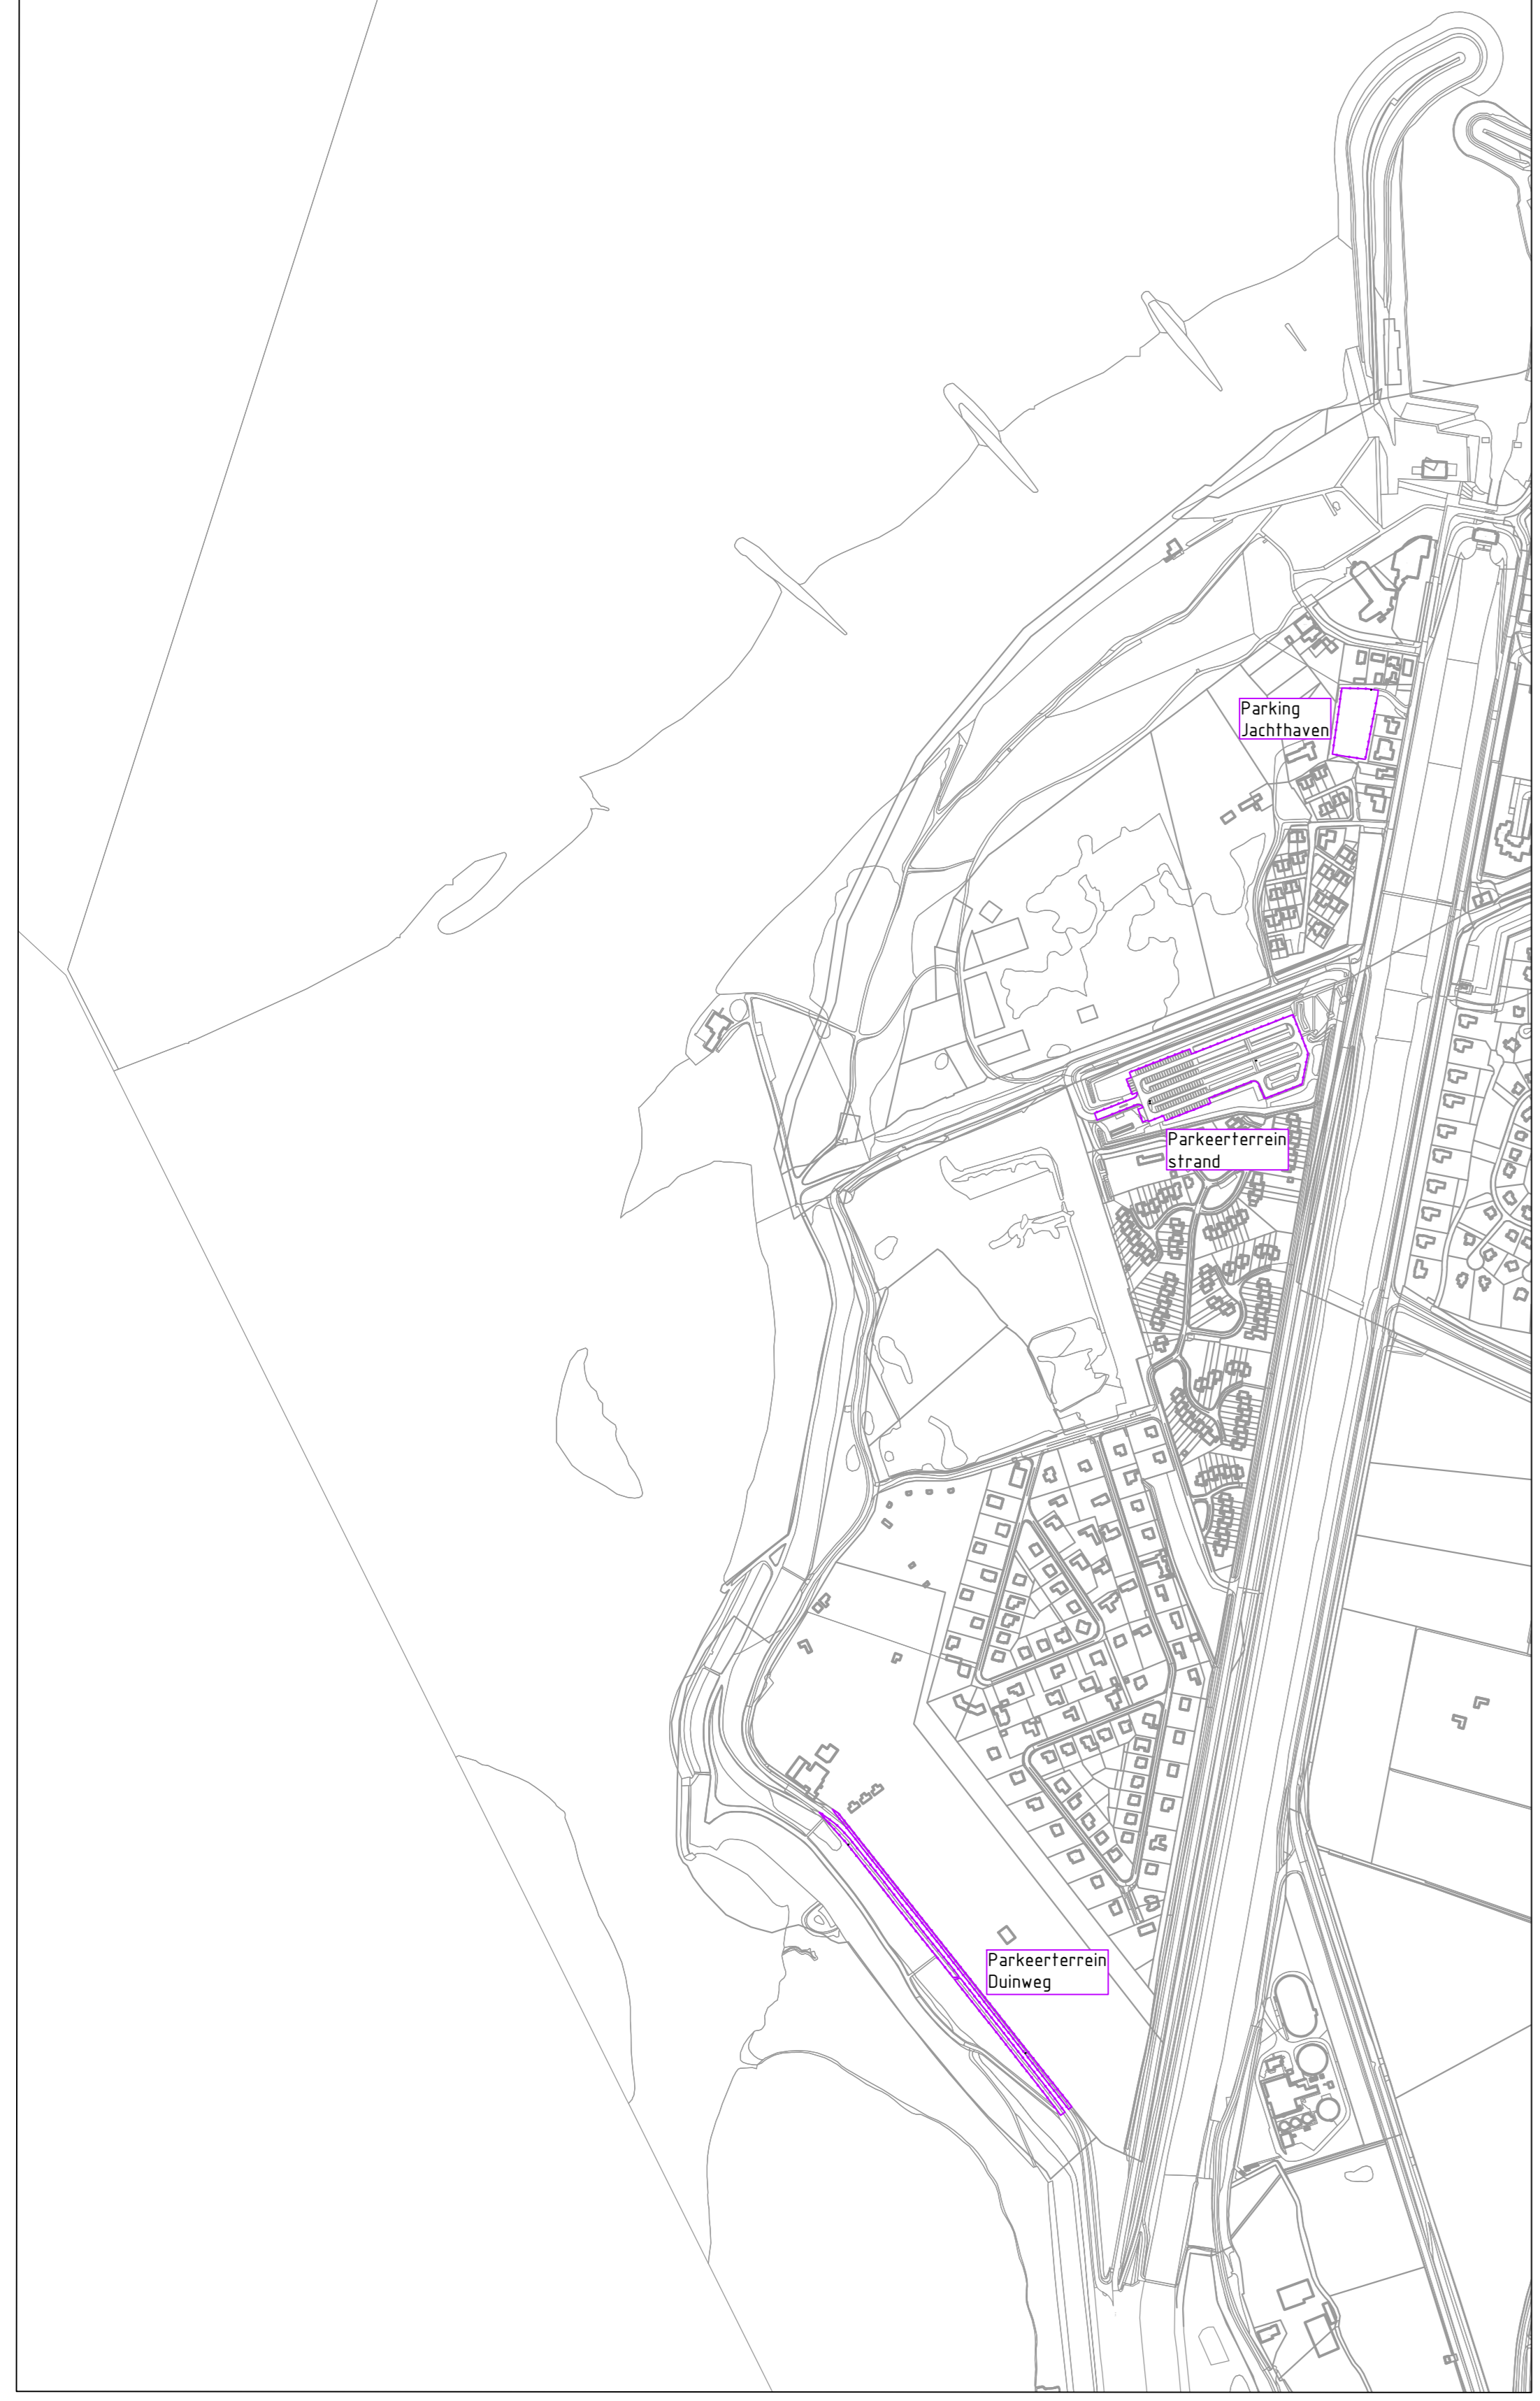 Parking
Jachthaven
Parkeerterrein
strand
Parkeerterrein
Duinweg